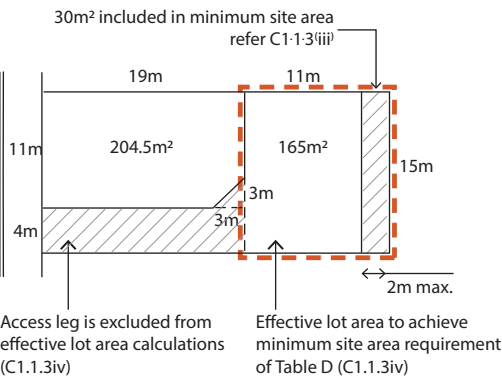 30m² included in minimum site area
refer C1·1·3⁽iii⁾
19m
11m
11m
204.5m²
165m²
15m
3m
3m
4m
2m max.
Access leg is excluded from
effective lot area calculations
(C1.1.3iv)
Effective lot area to achieve
minimum site area requirement
of Table D (C1.1.3iv)